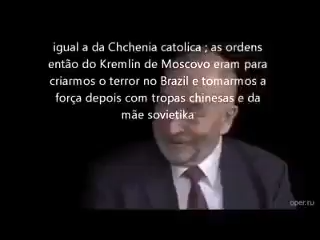 igual a da Chchenia catolica ; as ordens
então do Kremlin de Moscovo eram para
criarmos o terror no Brazil e tomarmos a
força depois com tropas chinesas e da
mãe sovietika
oper.ru